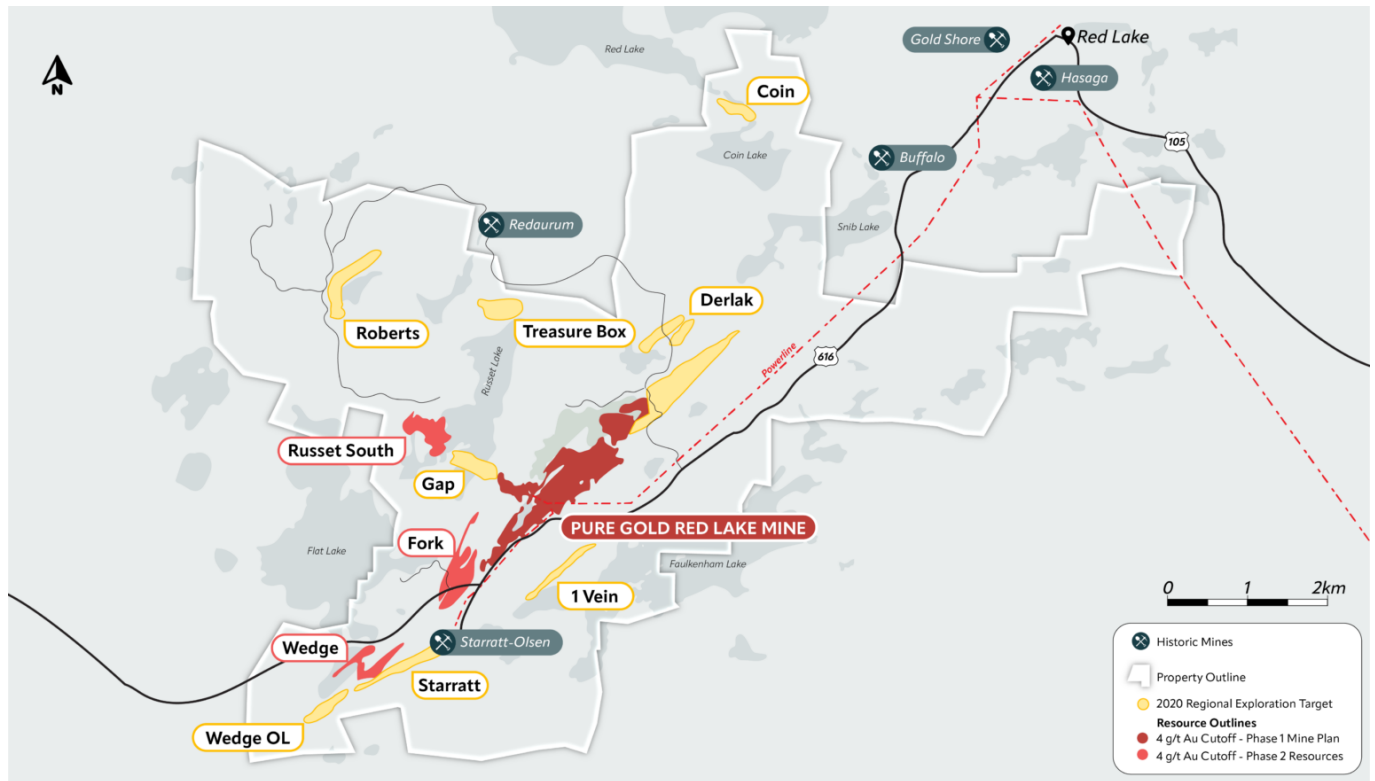 Red Lake
Gold Shore
Red Lake
Hasaga
Coin
105
Coin Lake
Buffalo
Redaurum
Snib Lake
Derlak
Roberts
Treasure Box
Russet Lake
Powerline
616
Russet South
Gap
PURE GOLD RED LAKE MINE
Fork
Flat Lake
Faulkenham Lake
1 Vein
Starratt-Olsen
Wedge
Starratt
Wedge OL
N
0 1 2km
Historic Mines
Property Outline
2020 Regional Exploration Target
Resource Outlines
4 g/t Au Cutoff - Phase 1 Mine Plan
4 g/t Au Cutoff - Phase 2 Resources